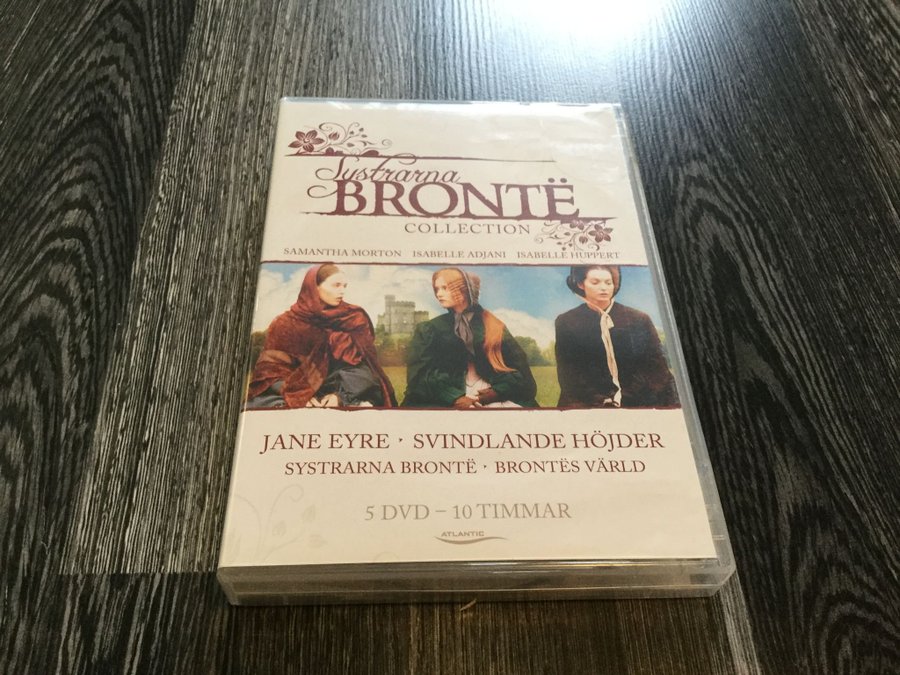 Systrarna
BRONTË
COLLECTION
SAMANTHA MORTON ISABELLE ADJANI ISABELLE HUPPERT
JANE EYRE · SVINDLANDE HÖJDER
SYSTRARNA BRONTË · BRONTËS VÄRLD
5 DVD – 10 TIMMAR
ATLANTIC